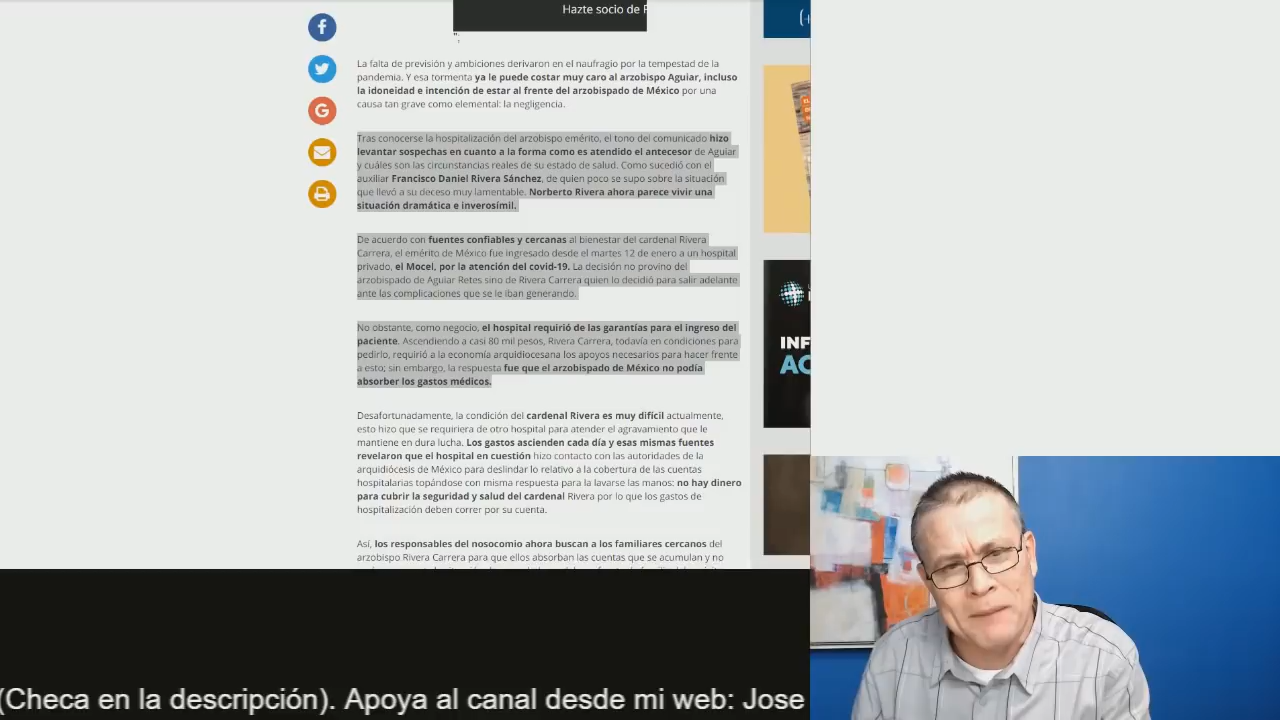 Hazte socio de
";
La falta de previsión y ambiciones derivaron en el naufragio por la tempestad de la
pandemia. Y esa tormenta ya le puede costar muy caro al arzobispo Aguiar, incluso
la idoneidad e intención de estar al frente del arzobispado de México por una
causa tan grave como elemental: la negligencia.
Tras conocerse la hospitalización del arzobispo emérito, el tono del comunicado hizo
levantar sospechas en cuanto a la forma como es atendido el antecesor de Aguiar
y cuáles son las circunstancias reales de su estado de salud. Como sucedió con el
auxiliar Francisco Daniel Rivera Sánchez, de quien poco se supo sobre la situación
que llevó a su deceso muy lamentable. Norberto Rivera ahora parece vivir una
situación dramática e inverosímil.
De acuerdo con fuentes confiables y cercanas al bienestar del cardenal Rivera
Carrera, el emérito de México fue ingresado desde el martes 12 de enero a un hospital
privado, el Mocel, por la atención del covid-19. La decisión no provino del
arzobispado de Aguiar Retes sino de Rivera Carrera quien lo decidió para salir adelante
ante las complicaciones que se le iban generando.
No obstante, como negocio, el hospital requirió de las garantías para el ingreso del
paciente. Ascendiendo a casi 80 mil pesos, Rivera Carrera, todavía en condiciones para
pedirlo, requirió a la economía arquidiocesana los apoyos necesarios para hacer frente
a esto; sin embargo, la respuesta fue que el arzobispado de México no podía
absorber los gastos médicos.
Desafortunadamente, la condición del cardenal Rivera es muy difícil actualmente,
esto hizo que se requiriera de otro hospital para atender el agravamiento que le
mantiene en dura lucha. Los gastos ascienden cada día y esas mismas fuentes
revelaron que el hospital en cuestión hizo contacto con las autoridades de la
arquidiócesis de México para deslindar lo relativo a la cobertura de las cuentas
hospitalarias topándose con misma respuesta para la lavarse las manos: no hay dinero
para cubrir la seguridad y salud del cardenal Rivera por lo que los gastos de
hospitalización deben correr por su cuenta.
Así, los responsables del nosocomio ahora buscan a los familiares cercanos del
arzobispo Rivera Carrera para que ellos absorban las cuentas que se acumulan y no
INF
AC
(Checa en la descripción). Apoya al canal desde mi web: Jose